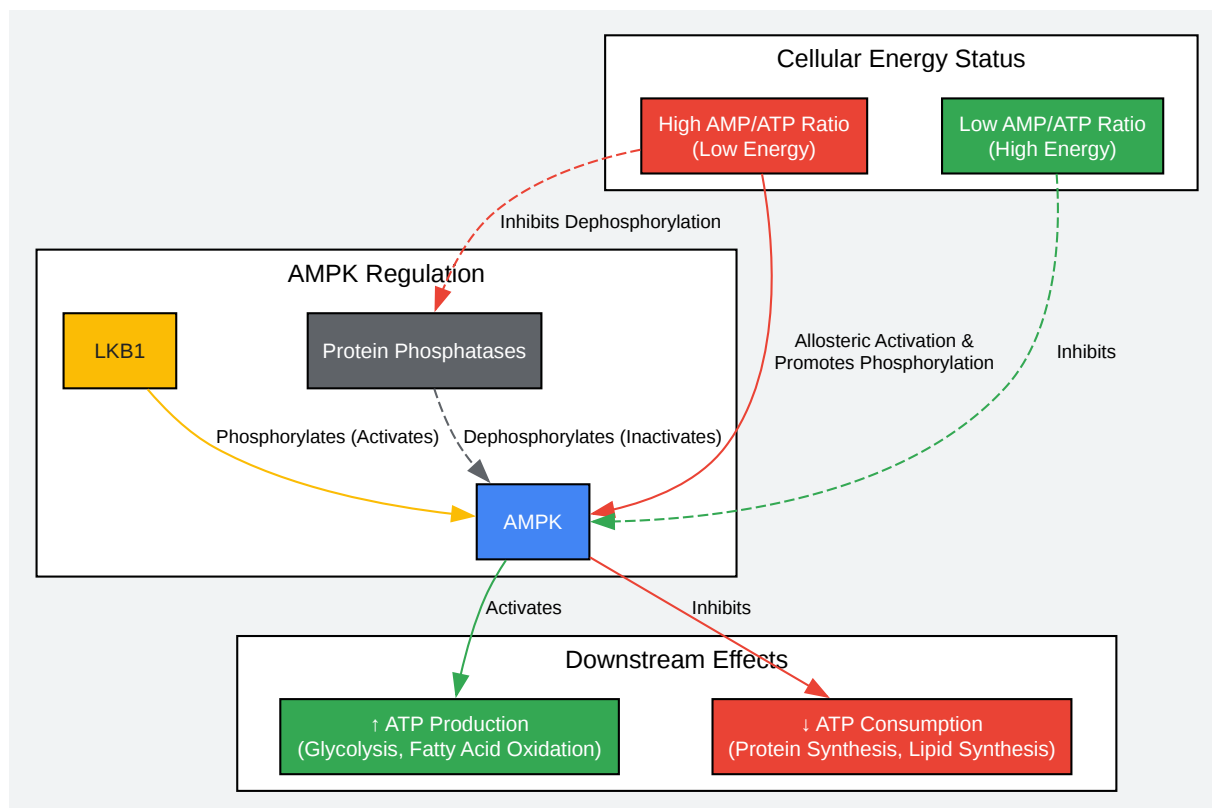 Cellular Energy Status
High AMP/ATP Ratio
(Low Energy)
Low AMP/ATP Ratio
(High Energy)
Inhibits Dephosphorylation
AMPK Regulation
LKB1
Protein Phosphatases
Allosteric Activation &
Promotes Phosphorylation
Inhibits
Phosphorylates (Activates)
Dephosphorylates (Inactivates)
AMPK
Activates
Inhibits
Downstream Effects
↑ ATP Production
(Glycolysis, Fatty Acid Oxidation)
↓ ATP Consumption
(Protein Synthesis, Lipid Synthesis)